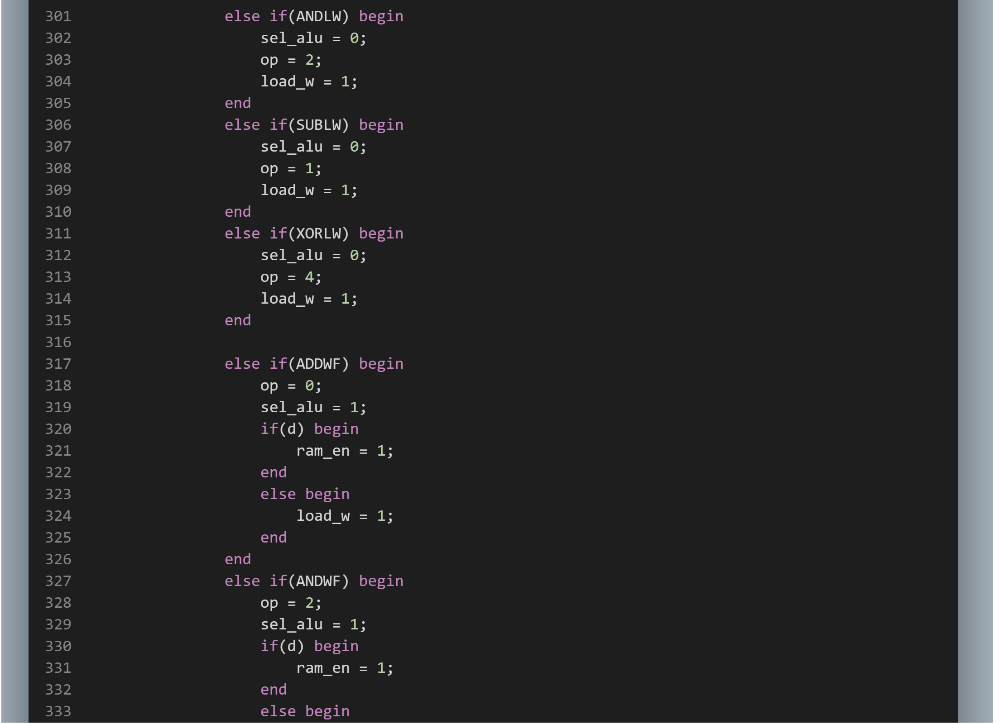 301 else if(ANDLW) begin
302 sel_alu = 0;
303 op = 2;
304 load_w = 1;
305 end
306 else if(SUBLW) begin
307 sel_alu = 0;
308 op = 1;
309 load_w = 1;
310 end
311 else if(XORLW) begin
312 sel_alu = 0;
313 op = 4;
314 load_w = 1;
315 end
316
317 else if(ADDWF) begin
318 op = 0;
319 sel_alu = 1;
320 if(d) begin
321 ram_en = 1;
322 end
323 else begin
324 load_w = 1;
325 end
326 end
327 else if(ANDWF) begin
328 op = 2;
329 sel_alu = 1;
330 if(d) begin
331 ram_en = 1;
332 end
333 else begin